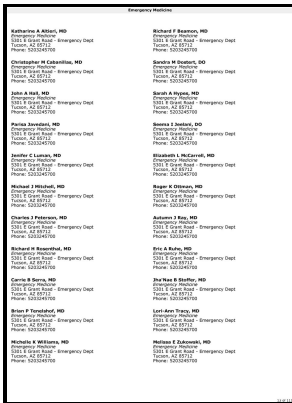 Emergency Medicine
Katharine A Altieri, MD
Emergency Medicine
5301 E Grant Road - Emergency Dept
Tucson, AZ 85712
Phone: 5203245700
Christopher M Cabanillas, MD
Emergency Medicine
5301 E Grant Road - Emergency Dept
Tucson, AZ 85712
Phone: 5203245700
John A Hall, MD
Emergency Medicine
5301 E Grant Road - Emergency Dept
Tucson, AZ 85712
Phone: 5203245700
Parisa Javedani, MD
Emergency Medicine
5301 E Grant Road - Emergency Dept
Tucson, AZ 85712
Phone: 5203245700
Jenifer C Luman, MD
Emergency Medicine
5301 E Grant Road - Emergency Dept
Tucson, AZ 85712
Phone: 5203245700
Michael J Mitchell, MD
Emergency Medicine
5301 E Grant Road - Emergency Dept
Tucson, AZ 85712
Phone: 5203245700
Charles J Peterson, MD
Emergency Medicine
5301 E Grant Road - Emergency Dept
Tucson, AZ 85712
Phone: 5203245700
Richard M Rosenthal, MD
Emergency Medicine
5301 E Grant Road - Emergency Dept
Tucson, AZ 85712
Phone: 5203245700
Carrie B Serra, MD
Emergency Medicine
5301 E Grant Road - Emergency Dept
Tucson, AZ 85712
Phone: 5203245700
Brian P Tenelshof, MD
Emergency Medicine
5301 E Grant Road - Emergency Dept
Tucson, AZ 85712
Phone: 5203245700
Michelle K Williams, MD
Emergency Medicine
5301 E Grant Road - Emergency Dept
Tucson, AZ 85712
Phone: 5203245700
Richard F Beamon, MD
Emergency Medicine
5301 E Grant Road - Emergency Dept
Tucson, AZ 85712
Phone: 5203245700
Sandra M Doetert, DO
Emergency Medicine
5301 E Grant Road - Emergency Dept
Tucson, AZ 85712
Phone: 5203245700
Sarah A Hypes, MD
Emergency Medicine
5301 E Grant Road - Emergency Dept
Tucson, AZ 85712
Phone: 5203245700
Seema I Jeelani, DO
Emergency Medicine
5301 E Grant Road - Emergency Dept
Tucson, AZ 85712
Phone: 5203245700
Elizabeth L McCarvell, MD
Emergency Medicine
5301 E Grant Road - Emergency Dept
Tucson, AZ 85712
Phone: 5203245700
Roger K Oltman, MD
Emergency Medicine
5301 E Grant Road - Emergency Dept
Tucson, AZ 85712
Phone: 5203245700
Autumn J Ray, MD
Emergency Medicine
5301 E Grant Road - Emergency Dept
Tucson, AZ 85712
Phone: 5203245700
Eric A Ruhe, MD
Emergency Medicine
5301 E Grant Road - Emergency Dept
Tucson, AZ 85712
Phone: 5203245700
Jha'Nae B Stoffer, MD
Emergency Medicine
5301 E Grant Road - Emergency Dept
Tucson, AZ 85712
Phone: 5203245700
Lori-Ann Tracy, MD
Emergency Medicine
5301 E Grant Road - Emergency Dept
Tucson, AZ 85712
Phone: 5203245700
Melissa E Zukowski, MD
Emergency Medicine
5301 E Grant Road - Emergency Dept
Tucson, AZ 85712
Phone: 5203245700